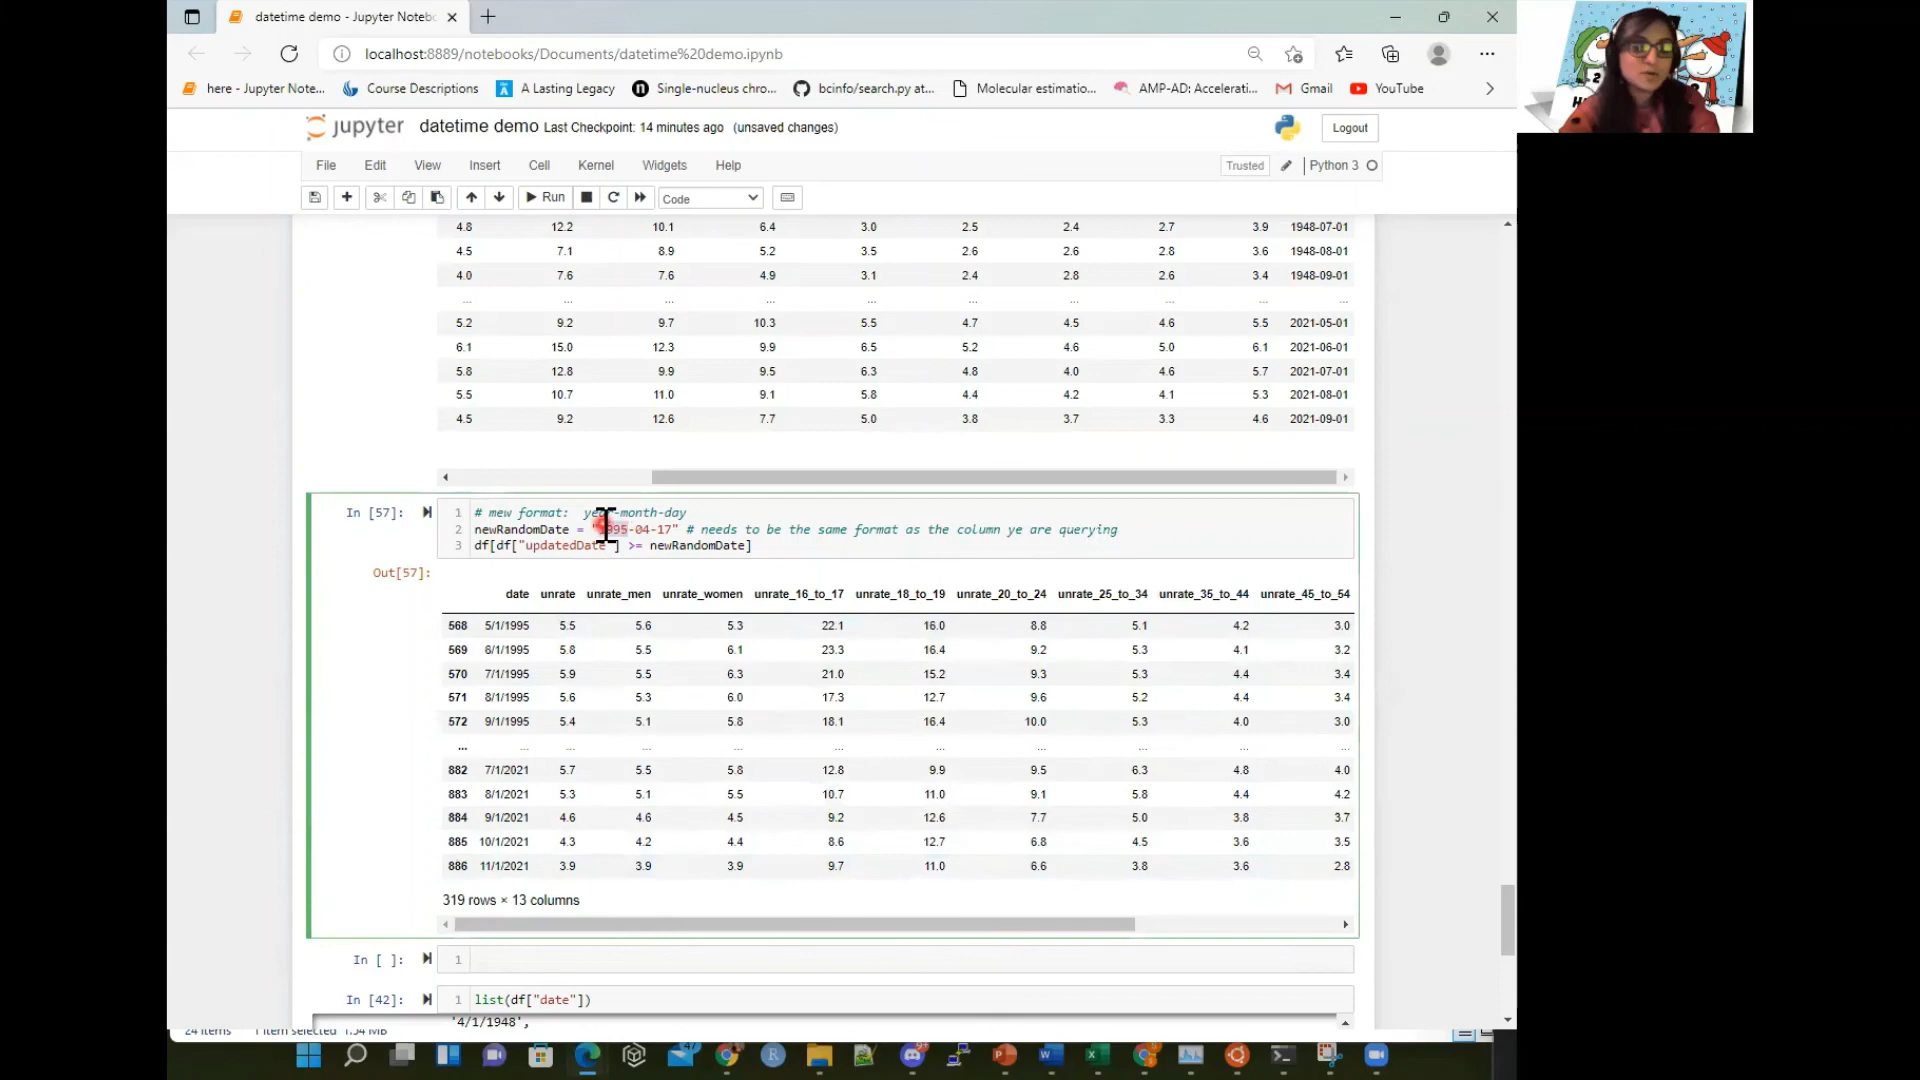 datetime demo - Jupyter Notebo
localhost:8889/notebooks/Documents/datetime%20demo.ipynb
here - Jupyter Note... Course Descriptions A Lasting Legacy Single-nucleus chro... bcinfo/search.py at... Molecular estimatio... AMP-AD: Accelerati... Gmail YouTube
jupyter datetime demo Last Checkpoint: 14 minutes ago (unsaved changes) Logout
File Edit View Insert Cell Kernel Widgets Help Trusted Python 3
Run Code
4.8 12.2 10.1 6.4 3.0 2.5 2.4 2.7 3.9 1948-07-01
4.5 7.1 8.9 5.2 3.5 2.6 2.6 2.8 3.6 1948-08-01
4.0 7.6 7.6 4.9 3.1 2.4 2.8 2.6 3.4 1948-09-01
... ... ... ... ... ... ... ... ... ...
5.2 9.2 9.7 10.3 5.5 4.7 4.5 4.6 5.5 2021-05-01
6.1 15.0 12.3 9.9 6.5 5.2 4.6 5.0 6.1 2021-06-01
5.8 12.8 9.9 9.5 6.3 4.8 4.0 4.6 5.7 2021-07-01
5.5 10.7 11.0 9.1 5.8 4.4 4.2 4.1 5.3 2021-08-01
4.5 9.2 12.6 7.7 5.0 3.8 3.7 3.3 4.6 2021-09-01
In [57]: 1 # mew format: year-month-day
2 newRandomDate = "1995-04-17" # needs to be the same format as the column ye are querying
3 df[df["updatedDate"] >= newRandomDate]
Out[57]:
date unrate unrate_men unrate_women unrate_16_to_17 unrate_18_to_19 unrate_20_to_24 unrate_25_to_34 unrate_35_to_44 unrate_45_to_54
568 5/1/1995 5.5 5.6 5.3 22.1 16.0 8.8 5.1 4.2 3.0
569 6/1/1995 5.8 5.5 6.1 23.3 16.4 9.2 5.3 4.1 3.2
570 7/1/1995 5.9 5.5 6.3 21.0 15.2 9.3 5.3 4.4 3.4
571 8/1/1995 5.6 5.3 6.0 17.3 12.7 9.6 5.2 4.4 3.4
572 9/1/1995 5.4 5.1 5.8 18.1 16.4 10.0 5.3 4.0 3.0
... ... ... ... ... ... ... ... ... ... ...
882 7/1/2021 5.7 5.5 5.8 12.8 9.9 9.5 6.3 4.8 4.0
883 8/1/2021 5.3 5.1 5.5 10.7 11.0 9.1 5.8 4.4 4.2
884 9/1/2021 4.6 4.6 4.5 9.2 12.6 7.7 5.0 3.8 3.7
885 10/1/2021 4.3 4.2 4.4 8.6 12.7 6.8 4.5 3.6 3.5
886 11/1/2021 3.9 3.9 3.9 9.7 11.0 6.6 3.8 3.6 2.8
319 rows × 13 columns
In [ ]: 1
In [42]: 1 list(df["date"])
'4/1/1948',
24 items 1 item selected 1.54 MB